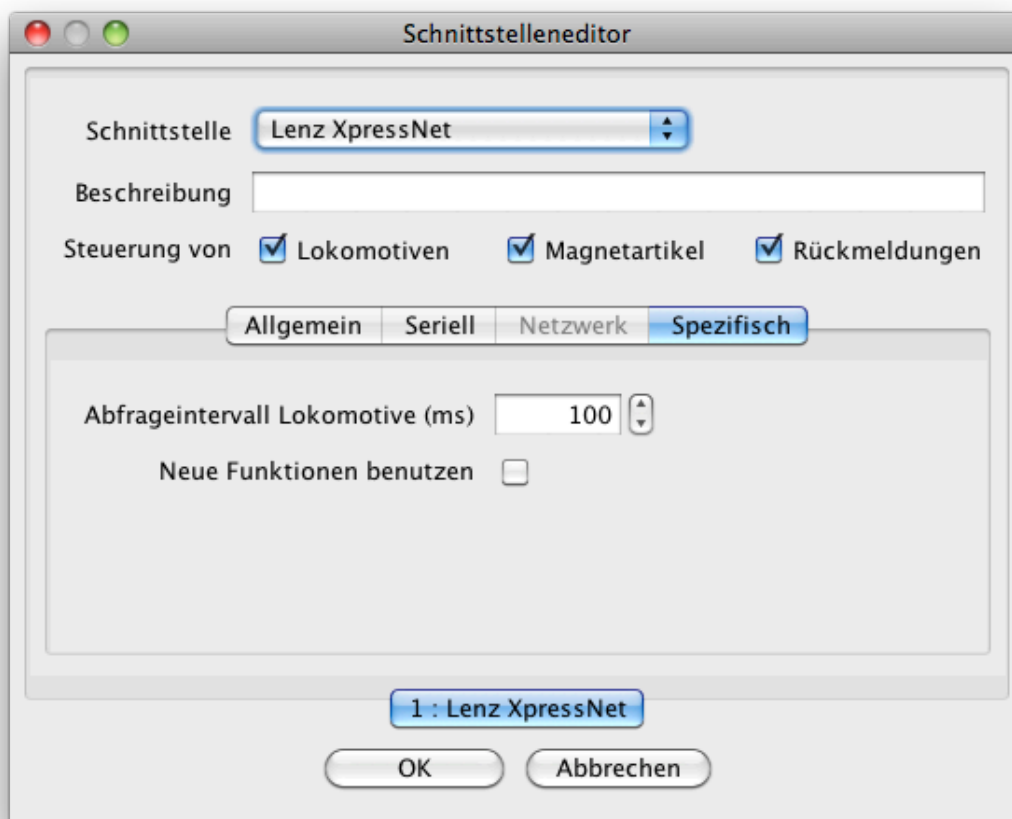 Schnittstelleneditor
Schnittstelle Lenz XpressNet
Beschreibung
Steuerung von Lokomotiven Magnetartikel Rückmeldungen
Allgemein Seriell Netzwerk Spezifisch
Abfrageintervall Lokomotive (ms) 100
Neue Funktionen benutzen
1 : Lenz XpressNet
OK Abbrechen